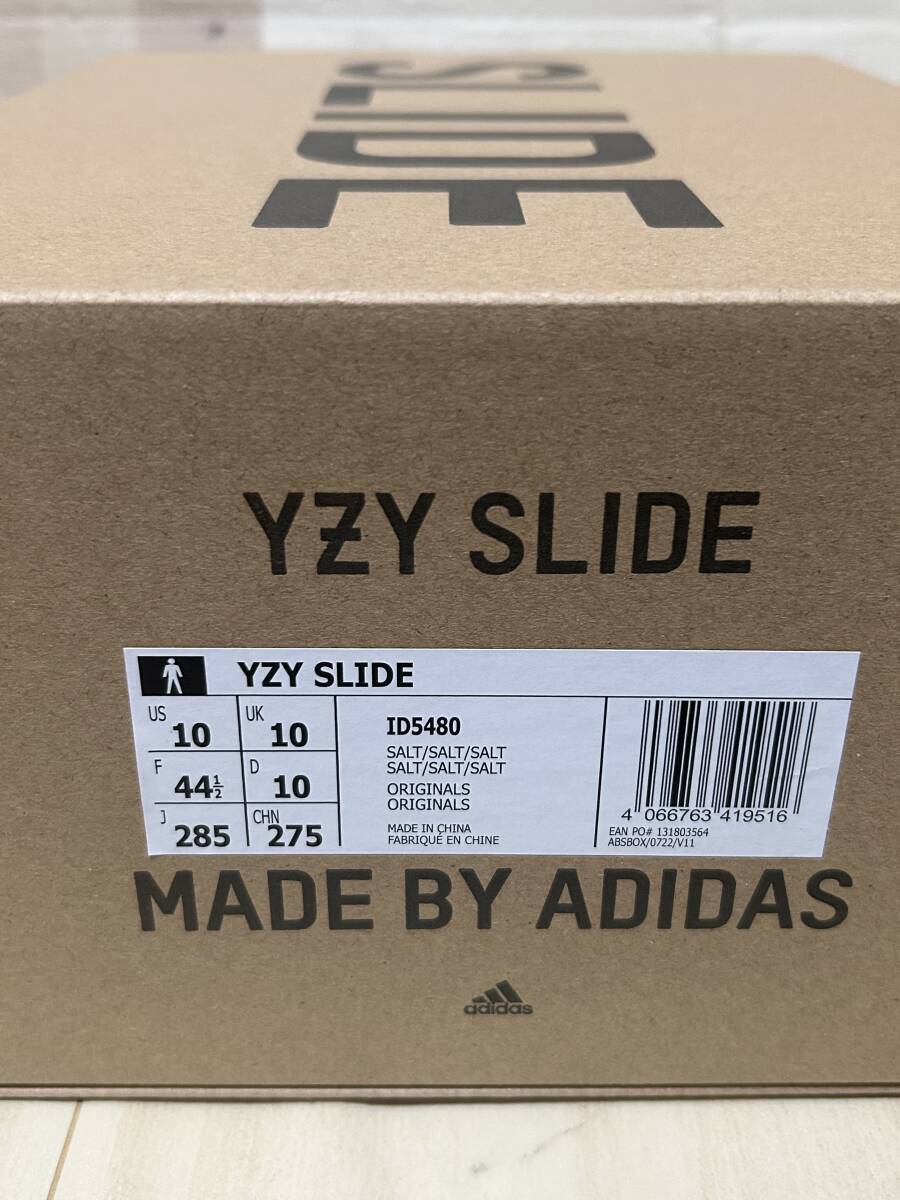 SLIDE
YZY SLIDE
YZY SLIDE
US 10 UK 10
F 44½ D 10
J 285 CHN 275
ID5480
SALT/SALT/SALT
SALT/SALT/SALT
ORIGINALS
ORIGINALS
MADE IN CHINA
FABRIQUÉ EN CHINE
4 066763 419516
EAN PO# 131803564
ABSBOX/0722/V11
MADE BY ADIDAS
adidas